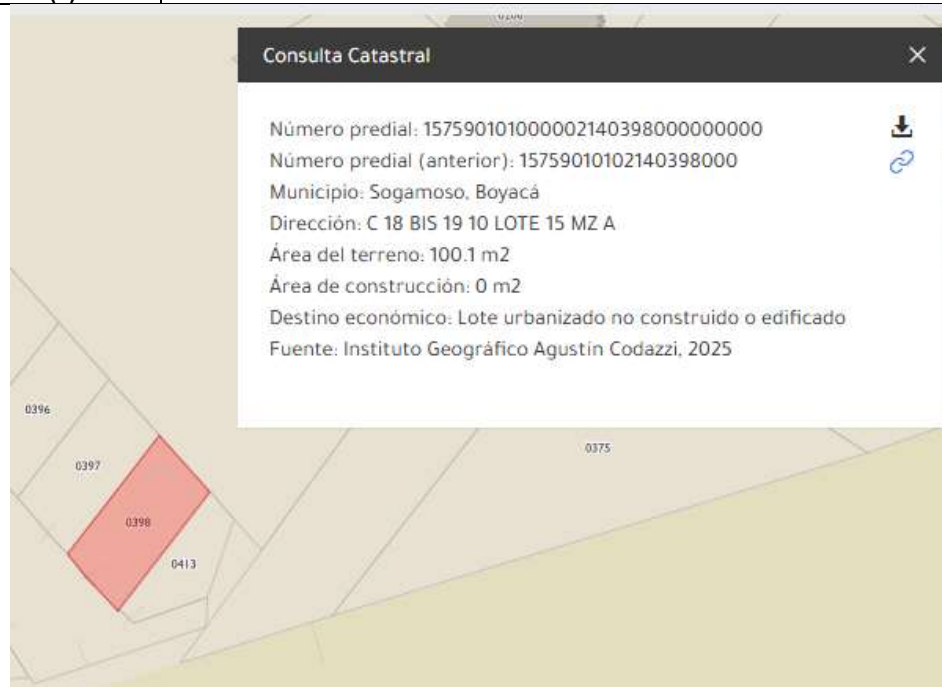 Consulta Catastral
Número predial: 157590101000002140398000000000
Número predial (anterior): 15759010102140398000
Municipio: Sogamoso, Boyacá
Dirección: C 18 BIS 19 10 LOTE 15 MZ A
Área del terreno: 100.1 m2
Área de construcción: 0 m2
Destino económico: Lote urbanizado no construido o edificado
Fuente: Instituto Geográfico Agustín Codazzi, 2025
0396
0375
0397
0398
0413